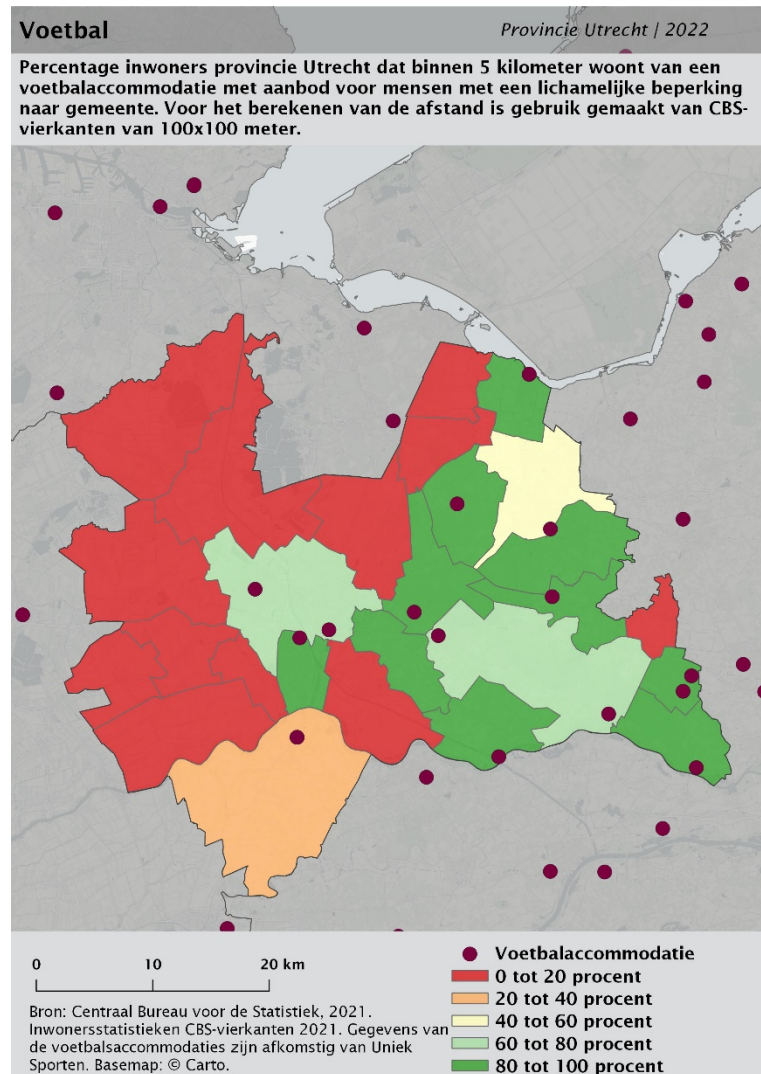 Voetbal
Provincie Utrecht | 2022
Percentage inwoners provincie Utrecht dat binnen 5 kilometer woont van een
voetbalaccommodatie met aanbod voor mensen met een lichamelijke beperking
naar gemeente. Voor het berekenen van de afstand is gebruik gemaakt van CBS-
vierkanten van 100x100 meter.
0 10 20 km
Bron: Centraal Bureau voor de Statistiek, 2021.
Inwonersstatistieken CBS-vierkanten 2021. Gegevens van
de voetbalsaccommodaties zijn afkomstig van Uniek
Sporten. Basemap: © Carto.
Voetbalaccommodatie
0 tot 20 procent
20 tot 40 procent
40 tot 60 procent
60 tot 80 procent
80 tot 100 procent